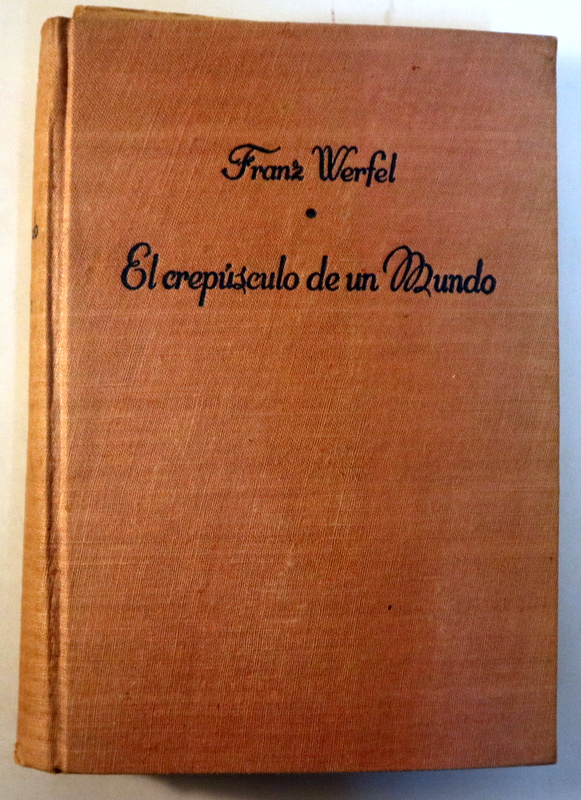 Franz Werfel
El crepúsculo de un Mundo